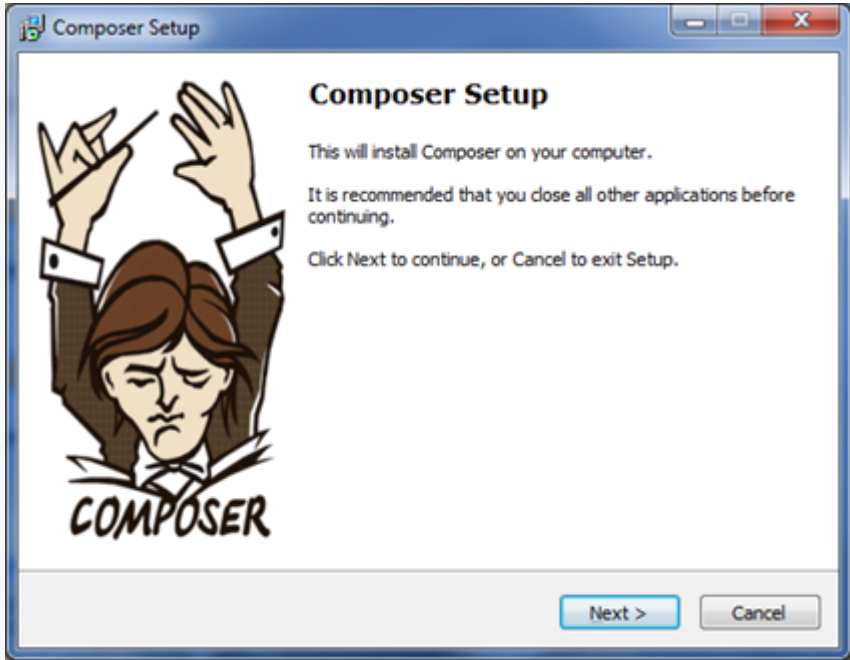 Composer Setup
Composer Setup
This will install Composer on your computer.
It is recommended that you close all other applications before
continuing.
Click Next to continue, or Cancel to exit Setup.
COMPOSER
Next >
Cancel